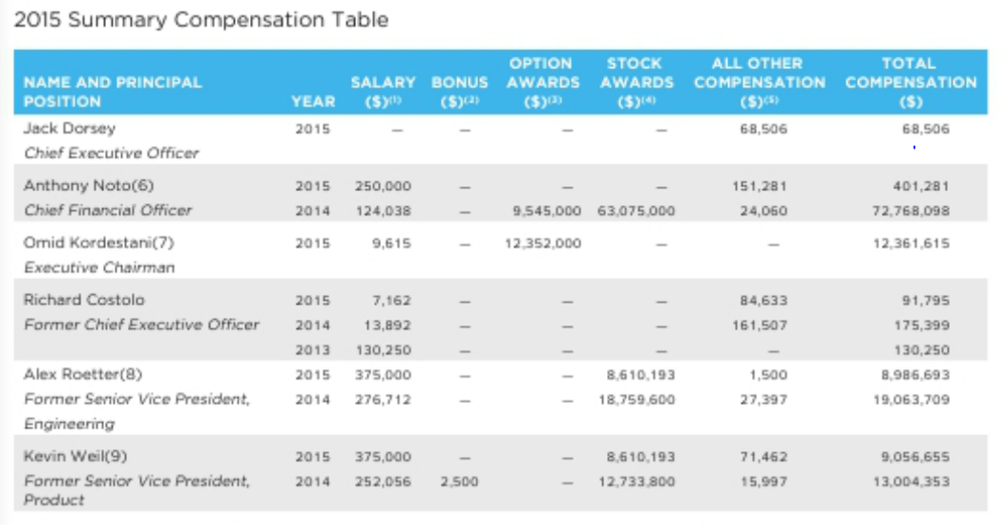 2015 Summary Compensation Table
OPTION STOCK ALL OTHER TOTAL
NAME AND PRINCIPAL SALARY BONUS AWARDS AWARDS COMPENSATION COMPENSATION
POSITION YEAR ($)(1) ($)(2) ($)(3) ($)(4) ($)(5) ($)
Jack Dorsey 2015 — — — — 68,506 68,506
Chief Executive Officer
Anthony Noto(6) 2015 250,000 — — — 151,281 401,281
Chief Financial Officer 2014 124,038 — 9,545,000 63,075,000 24,060 72,768,098
Omid Kordestani(7) 2015 9,615 — 12,352,000 — — 12,361,615
Executive Chairman
Richard Costolo 2015 7,162 — — — 84,633 91,795
Former Chief Executive Officer 2014 13,892 — — — 161,507 175,399
2013 130,250 — — — — 130,250
Alex Roetter(8) 2015 375,000 — — 8,610,193 1,500 8,986,693
Former Senior Vice President, 2014 276,712 — — 18,759,600 27,397 19,063,709
Engineering
Kevin Weil(9) 2015 375,000 — — 8,610,193 71,462 9,056,655
Former Senior Vice President, 2014 252,056 2,500 — 12,733,800 15,997 13,004,353
Product